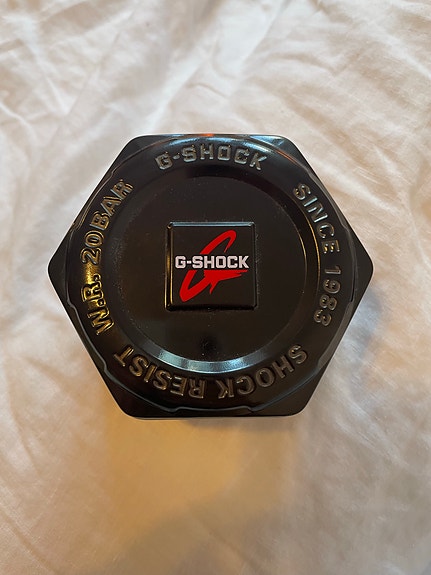 G-SHOCK
SINCE 1983
SHOCK RESIST
W.R. 20BAR
G-SHOCK